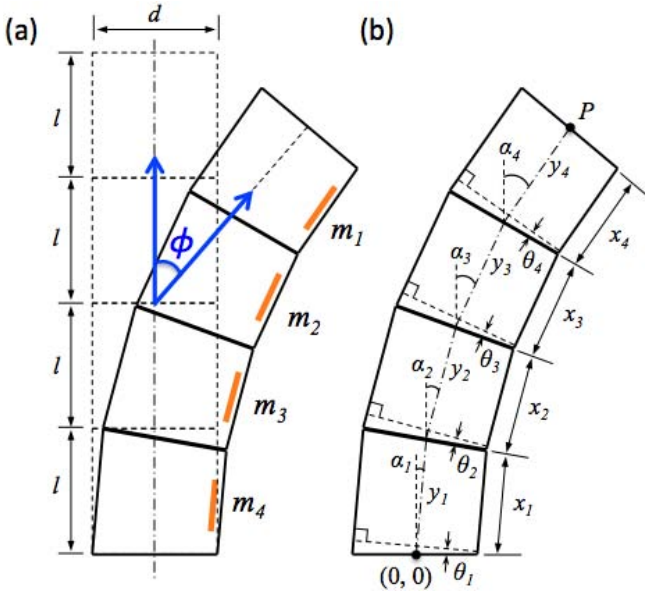 (a)
d
(b)
l
l
l
l
ϕ
m₁
m₂
m₃
m₄
P
α₄
y₄
x₄
θ₄
α₃
y₃
x₃
θ₃
α₂
y₂
x₂
θ₂
α₁
y₁
x₁
(0, 0)
θ₁